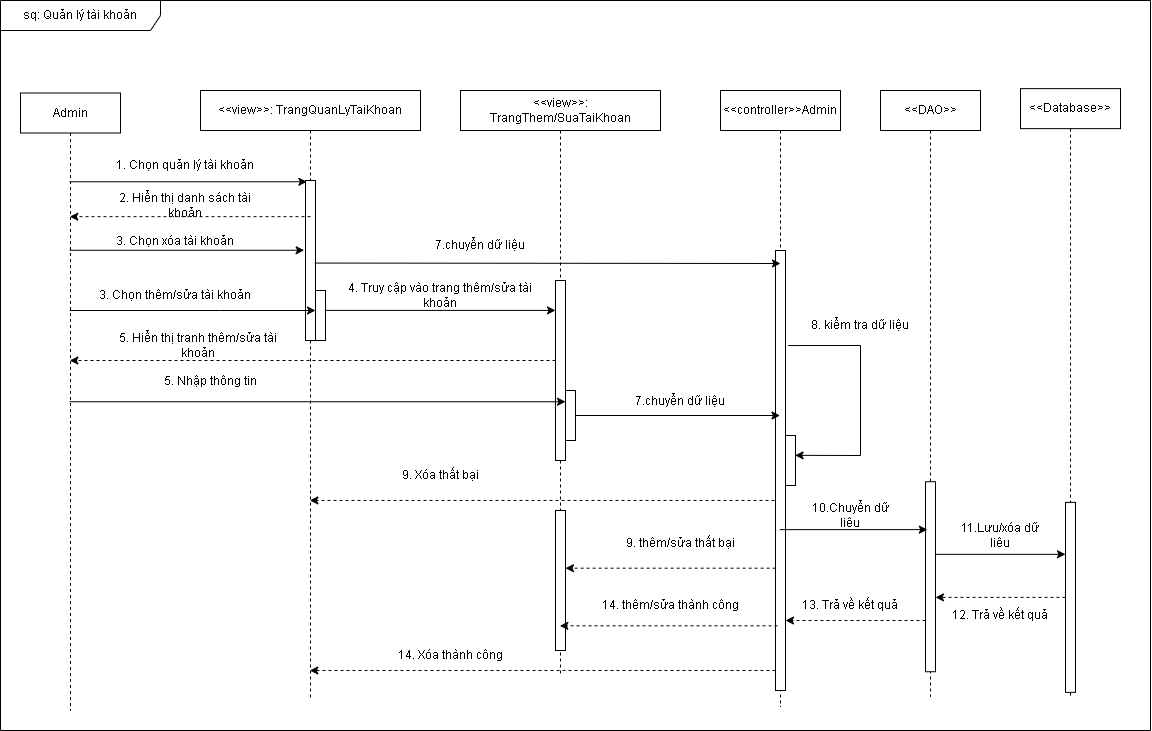 sq: Quản lý tài khoản
Admin
<<view>>: TrangQuanLyTaiKhoan
<<view>>:
TrangThem/SuaTaiKhoan
<<controller>>Admin
<<DAO>>
<<Database>>
1. Chọn quản lý tài khoản
2. Hiển thị danh sách tài
khoản
3. Chọn xóa tài khoản
7.chuyển dữ liệu
3. Chọn thêm/sửa tài khoản
4. Truy cập vào trang thêm/sửa tài
khoản
8. kiểm tra dữ liệu
5. Hiển thị tranh thêm/sửa tài
khoản
5. Nhập thông tin
7.chuyển dữ liệu
9. Xóa thất bại
10.Chuyển dữ
liệu
11.Lưu/xóa dữ
liệu
9. thêm/sửa thất bại
14. thêm/sửa thành công
13. Trả về kết quả
12. Trả về kết quả
14. Xóa thành công